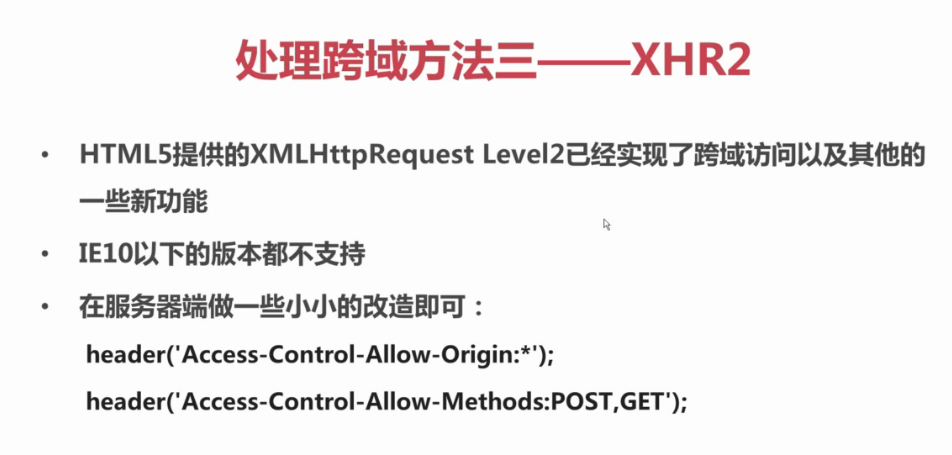 处理跨域方法三——XHR2
• HTML5提供的XMLHttpRequest Level2已经实现了跨域访问以及其他的
一些新功能
• IE10以下的版本都不支持
• 在服务器端做一些小小的改造即可：
header('Access-Control-Allow-Origin:*');
header('Access-Control-Allow-Methods:POST,GET');